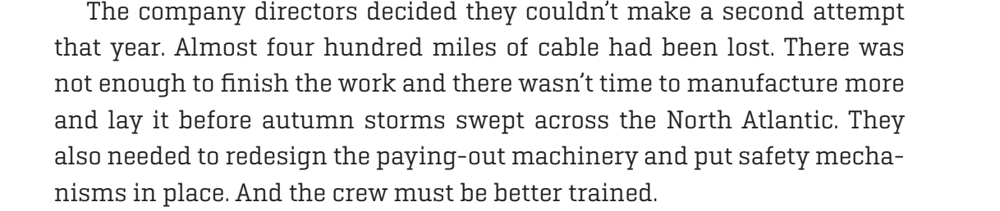 The company directors decided they couldn’t make a second attempt
that year. Almost four hundred miles of cable had been lost. There was
not enough to finish the work and there wasn’t time to manufacture more
and lay it before autumn storms swept across the North Atlantic. They
also needed to redesign the paying-out machinery and put safety mecha-
nisms in place. And the crew must be better trained.